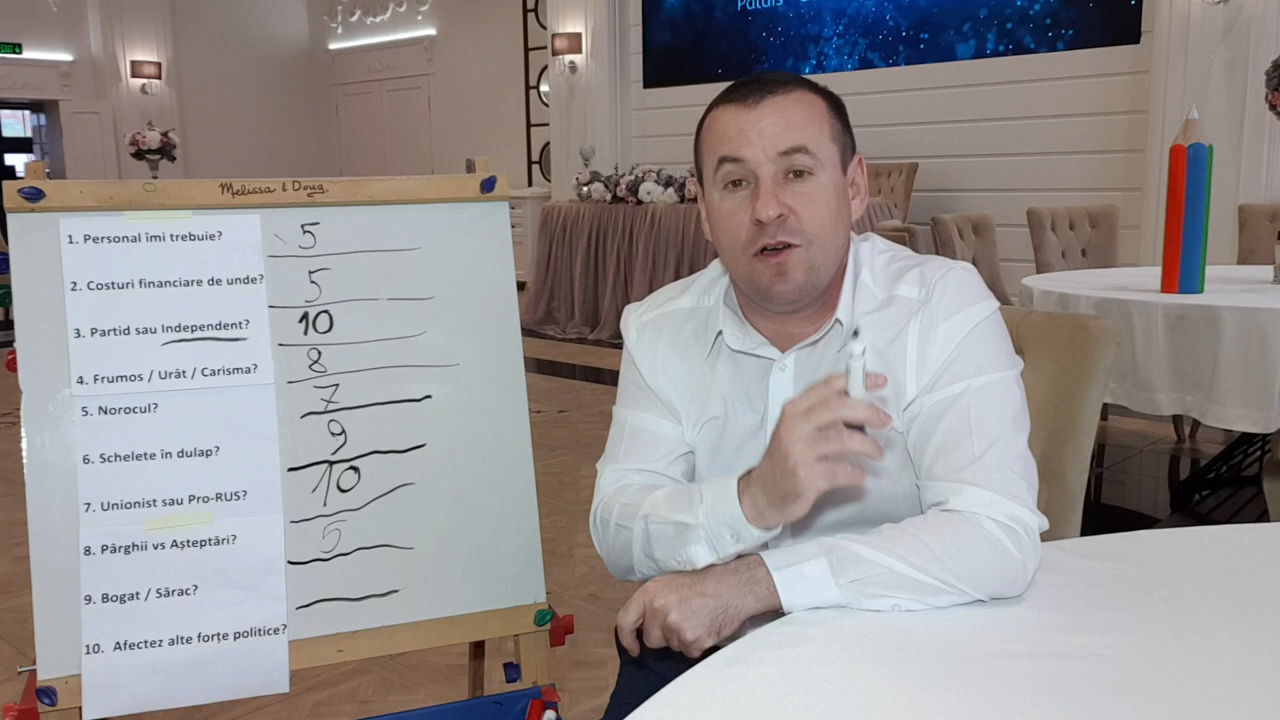 EXIT
Palais
Melissa & Doug.
1. Personal îmi trebuie? 5
2. Costuri financiare de unde? 5
3. Partid sau Independent? 10
4. Frumos / Urât / Carisma? 8
5. Norocul? 7
6. Schelete în dulap? 9
7. Unionist sau Pro-RUS? 10
8. Pârghii vs Așteptări? 5
9. Bogat / Sărac?
10. Afectez alte forțe politice?